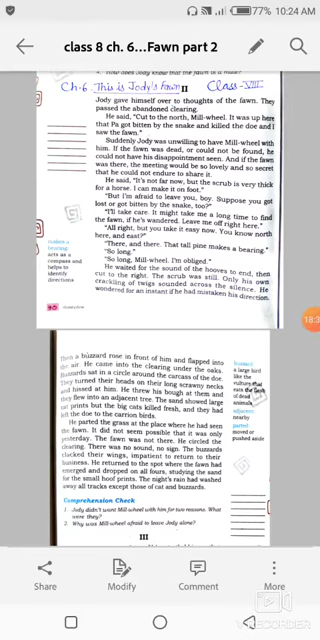 77% 10:24 AM
class 8 ch. 6...Fawn part 2
4. How does Jody know that the fawn is a male?
Ch.6 This is Jody's Fawn II Class-VIII
Jody gave himself over to thoughts of the fawn. They
passed the abandoned clearing.
He said, "Cut to the north, Mill-wheel. It was up here
that Pa got bitten by the snake and killed the doe and I
saw the fawn."
Suddenly Jody was unwilling to have Mill-wheel with
him. If the fawn was dead, or could not be found, he
could not have his disappointment seen. And if the fawn
was there, the meeting would be so lovely and so secret
that he could not endure to share it.
He said, "It's not far now, but the scrub is very thick
for a horse. I can make it on foot."
"But I'm afraid to leave you, boy. Suppose you got
lost or got bitten by the snake, too?"
"I'll take care. It might take me a long time to find
the fawn, if he's wandered. Leave me off right here."
"All right, but you take it easy now. You know north
here, and east?"
"There, and there. That tall pine makes a bearing."
"So long."
"So long, Mill-wheel. I'm obliged."
He waited for the sound of the hooves to end, then
cut to the right. The scrub was still. Only his own
crackling of twigs sounded across the silence. He
wondered for an instant if he had mistaken his direction.
makes a
bearing:
acts as a
compass and
helps to
identify
directions
90
18:3
Then a buzzard rose in front of him and flapped into
the air. He came into the clearing under the oaks.
Buzzards sat in a circle around the carcass of the doe.
They turned their heads on their long scrawny necks
and hissed at him. He threw his bough at them and
they flew into an adjacent tree. The sand showed large
cat prints but the big cats killed fresh, and they had
left the doe to the carrion birds.
He parted the grass at the place where he had seen
the fawn. It did not seem possible that it was only
yesterday. The fawn was not there. He circled the
clearing. There was no sound, no sign. The buzzards
clacked their wings, impatient to return to their
business. He returned to the spot where the fawn had
emerged and dropped on all fours, studying the sand
for the small hoof prints. The night's rain had washed
away all tracks except those of cat and buzzards.
buzzard
a large bird
like the
vulture that
eats the flesh
of dead
animals
adjacent
nearby
parted
moved or
pushed aside
Comprehension Check
1. Jody didn't want Mill-wheel with him for two reasons. What
were they?
2. Why was Mill-wheel afraid to leave Jody alone?
III
Share Modify Comment More
RECORDER